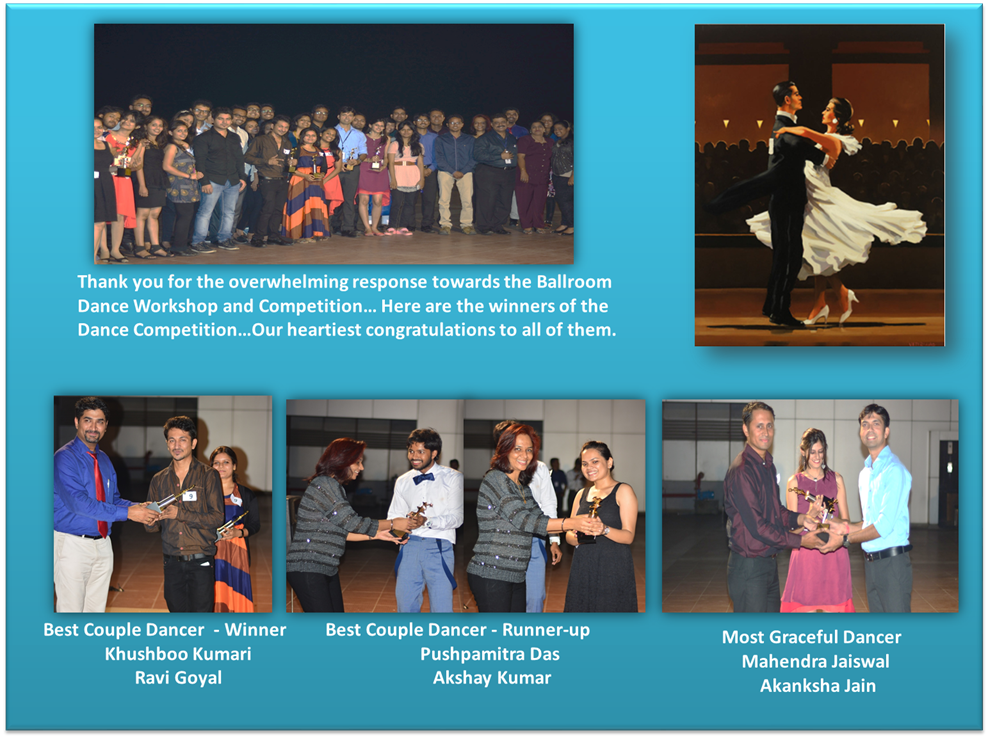 Thank you for the overwhelming response towards the Ballroom
Dance Workshop and Competition... Here are the winners of the
Dance Competition...Our heartiest congratulations to all of them.
9
Best Couple Dancer - Winner
Khushboo Kumari
Ravi Goyal
Best Couple Dancer - Runner-up
Pushpamitra Das
Akshay Kumar
Most Graceful Dancer
Mahendra Jaiswal
Akanksha Jain